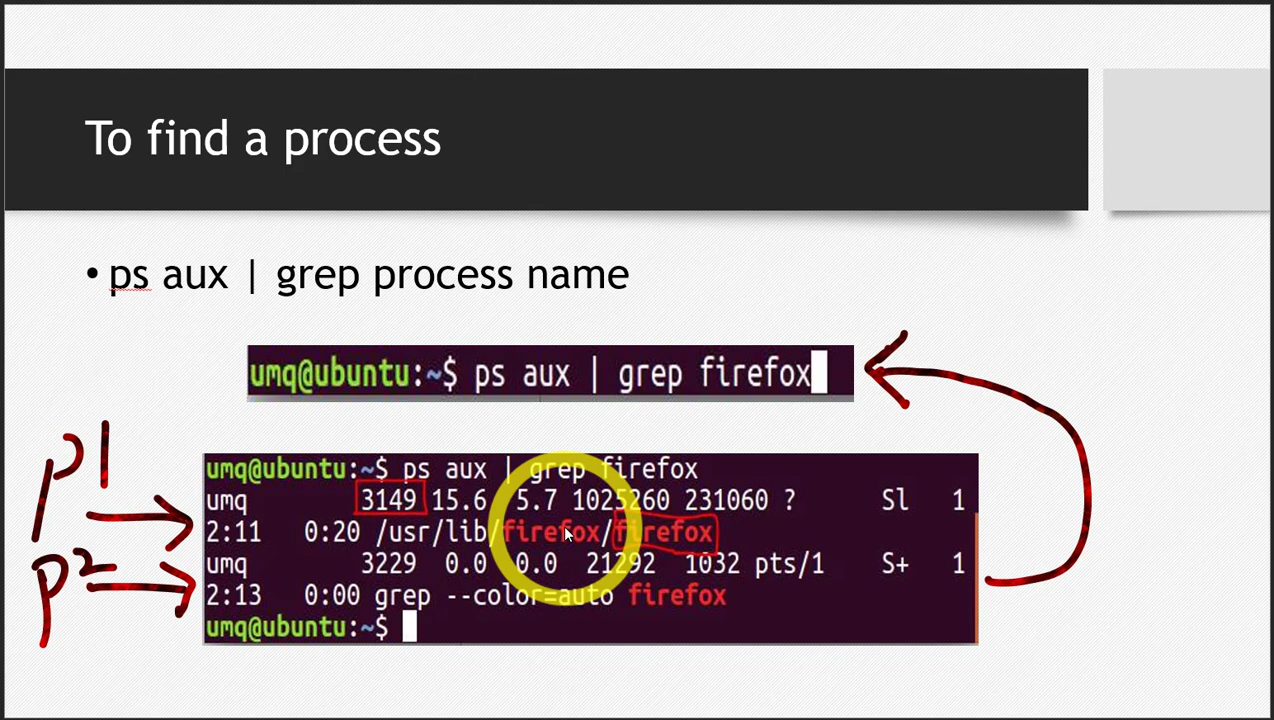 To find a process
• ps aux | grep process name
umq@ubuntu:~$ ps aux | grep firefox
umq@ubuntu:~$ ps aux | grep firefox
umq 3149 15.6 5.7 1025260 231060 ? Sl 1
2:11 0:20 /usr/lib/firefox/firefox
umq 3229 0.0 0.0 21292 1032 pts/1 S+ 1
2:13 0:00 grep --color=auto firefox
umq@ubuntu:~$
p1
p2